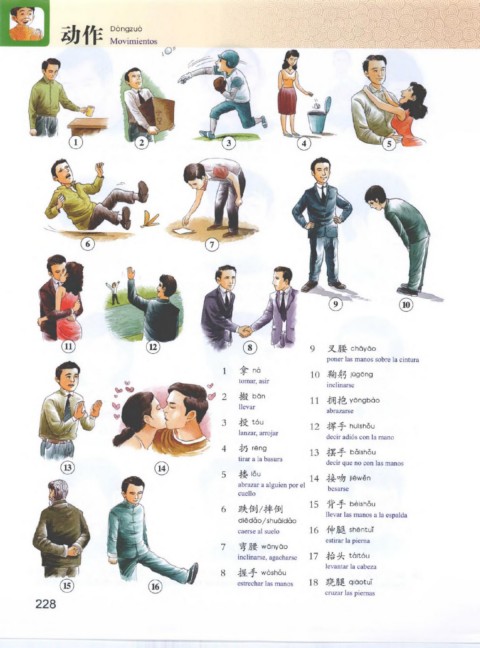 动作 Dòngzuò
Movimientos
1
2
3
4
5
6
7
9
10
11
12
8
13
14
15
16
1 拿 ná
tomar, asir
2 搬 bān
llevar
3 投 tóu
lanzar, arrojar
4 扔 rēng
tirar a la basura
5 搂 lǒu
abrazar a alguien por el
cuello
6 跌倒/摔倒
diēdǎo/shuāidǎo
caerse al suelo
7 弯腰 wānyāo
inclinarse, agacharse
8 握手 wòshǒu
estrechar las manos
9 叉腰 chāyāo
poner las manos sobre la cintura
10 鞠躬 jūgōng
inclinarse
11 拥抱 yōngbào
abrazarse
12 挥手 huīshǒu
decir adiós con la mano
13 摆手 bǎishǒu
decir que no con las manos
14 接吻 jiēwěn
besarse
15 背手 bèishǒu
llevar las manos a la espalda
16 伸腿 shēntuǐ
estirar la pierna
17 抬头 táitóu
levantar la cabeza
18 跷腿 qiāotuǐ
cruzar las piernas
228